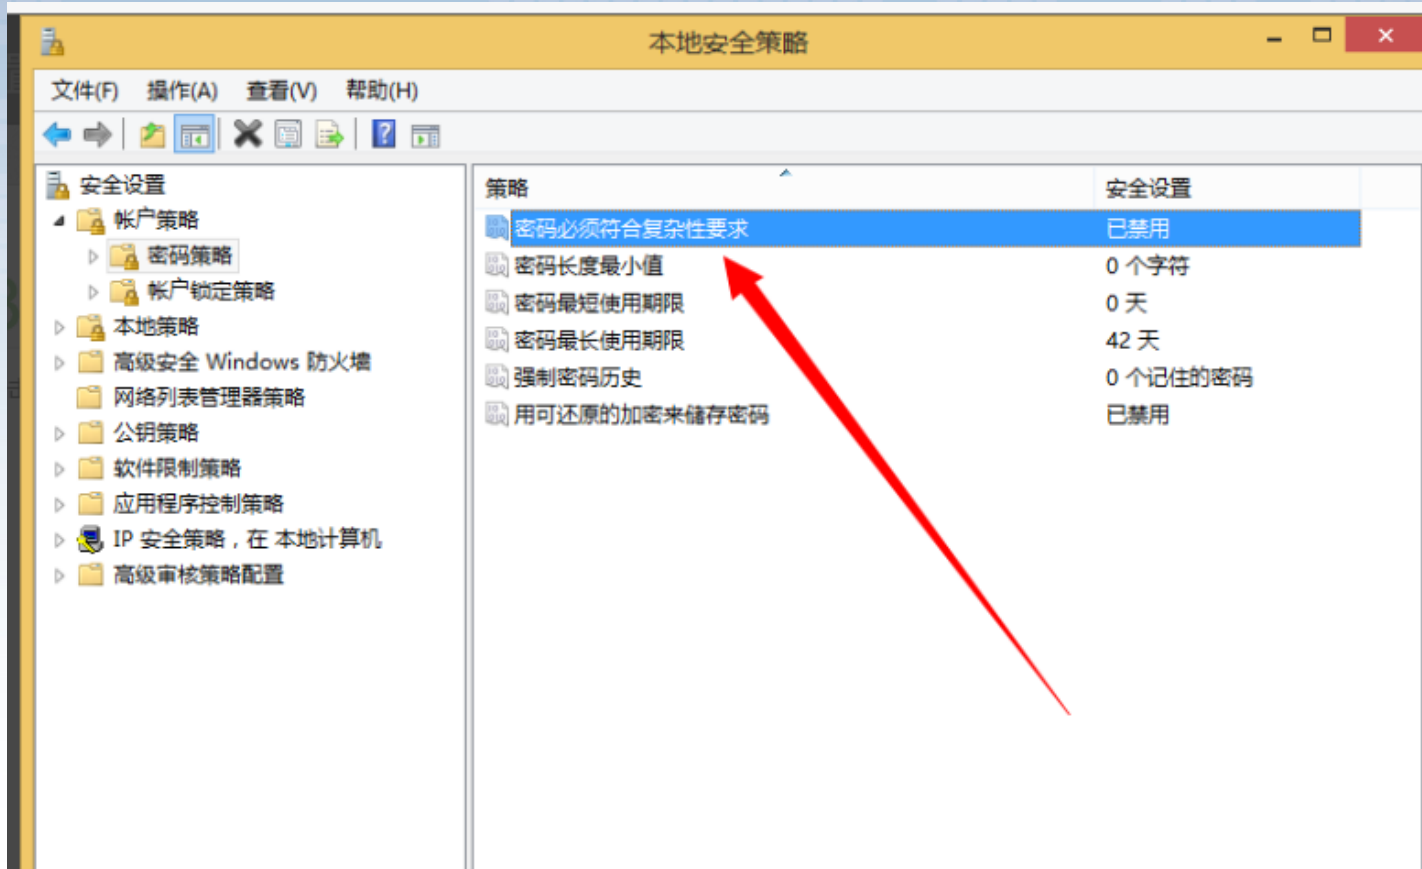 本地安全策略
文件(F) 操作(A) 查看(V) 帮助(H)
安全设置
帐户策略
密码策略
帐户锁定策略
本地策略
高级安全 Windows 防火墙
网络列表管理器策略
公钥策略
软件限制策略
应用程序控制策略
IP 安全策略，在 本地计算机
高级审核策略配置
策略 安全设置
密码必须符合复杂性要求 已禁用
密码长度最小值 0 个字符
密码最短使用期限 0 天
密码最长使用期限 42 天
强制密码历史 0 个记住的密码
用可还原的加密来储存密码 已禁用